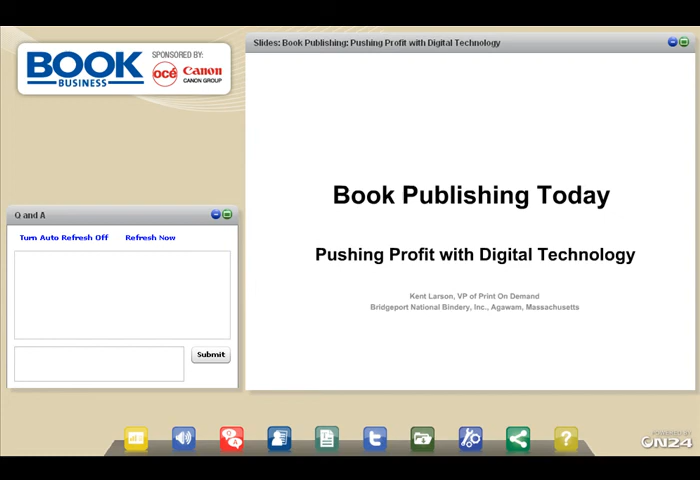 BOOK
BUSINESS
SPONSORED BY:
océ
Canon
CANON GROUP
Slides: Book Publishing: Pushing Profit with Digital Technology
Book Publishing Today
Pushing Profit with Digital Technology
Kent Larson, VP of Print On Demand
Bridgeport National Bindery, Inc., Agawam, Massachusetts
Q and A
Turn Auto Refresh Off
Refresh Now
Submit
Q
A
f
?
POWERED BY
ON24